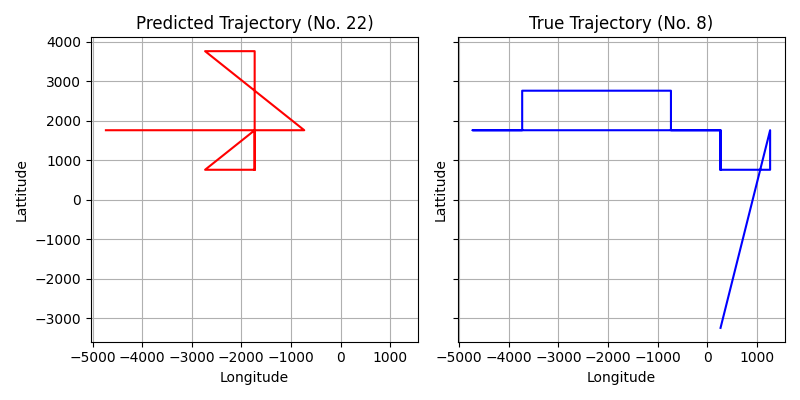 Predicted Trajectory (No. 22)
Lattitude
4000
3000
2000
1000
0
−1000
−2000
−3000
−5000 −4000 −3000 −2000 −1000 0 1000
Longitude
True Trajectory (No. 8)
Lattitude
−5000 −4000 −3000 −2000 −1000 0 1000
Longitude